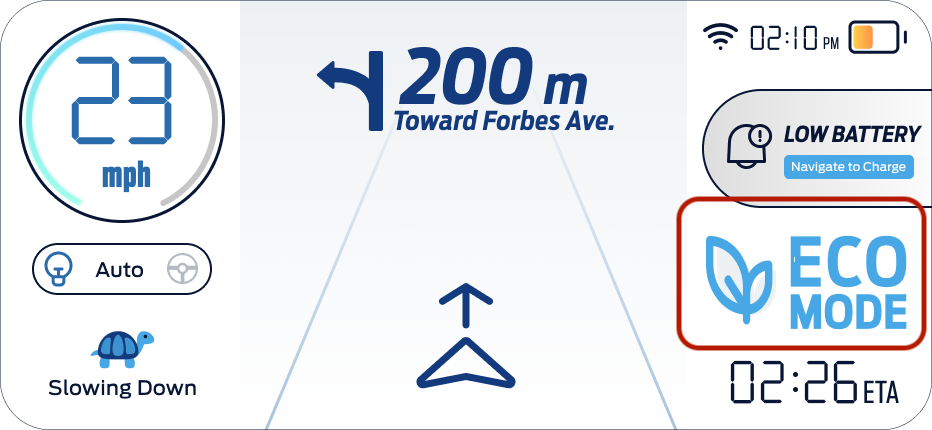 23
mph
Auto
Slowing Down
200 m
Toward Forbes Ave.
02:10 PM
LOW BATTERY
Navigate to Charge
ECO
MODE
02:26 ETA